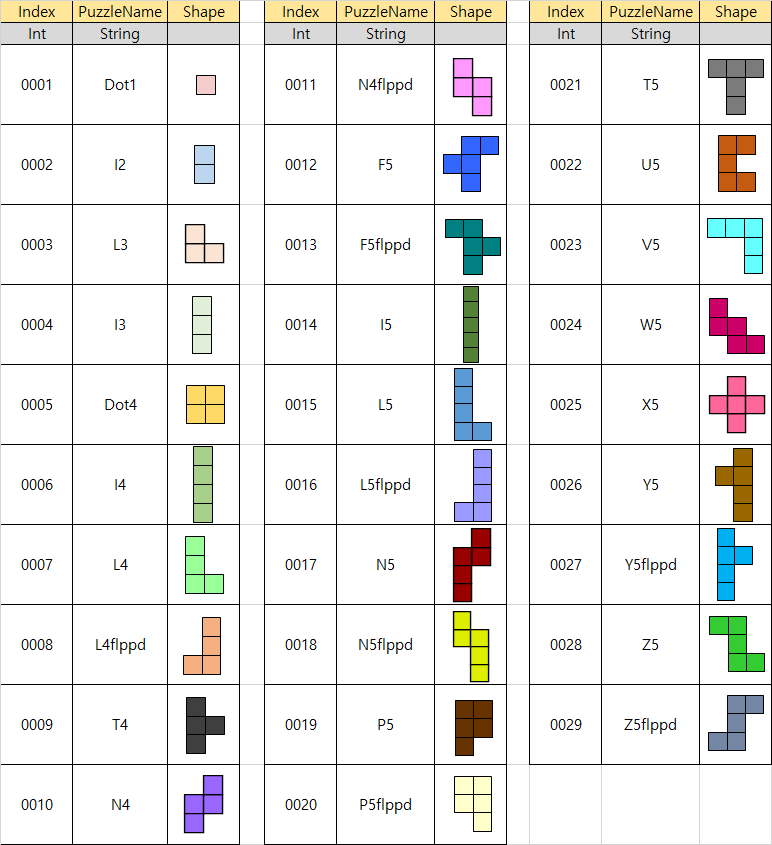 Index PuzzleName Shape Index PuzzleName Shape Index PuzzleName Shape
Int String Int String Int String
0001 Dot1 0011 N4flppd 0021 T5
0002 I2 0012 F5 0022 U5
0003 L3 0013 F5flppd 0023 V5
0004 I3 0014 I5 0024 W5
0005 Dot4 0015 L5 0025 X5
0006 I4 0016 L5flppd 0026 Y5
0007 L4 0017 N5 0027 Y5flppd
0008 L4flppd 0018 N5flppd 0028 Z5
0009 T4 0019 P5 0029 Z5flppd
0010 N4 0020 P5flppd